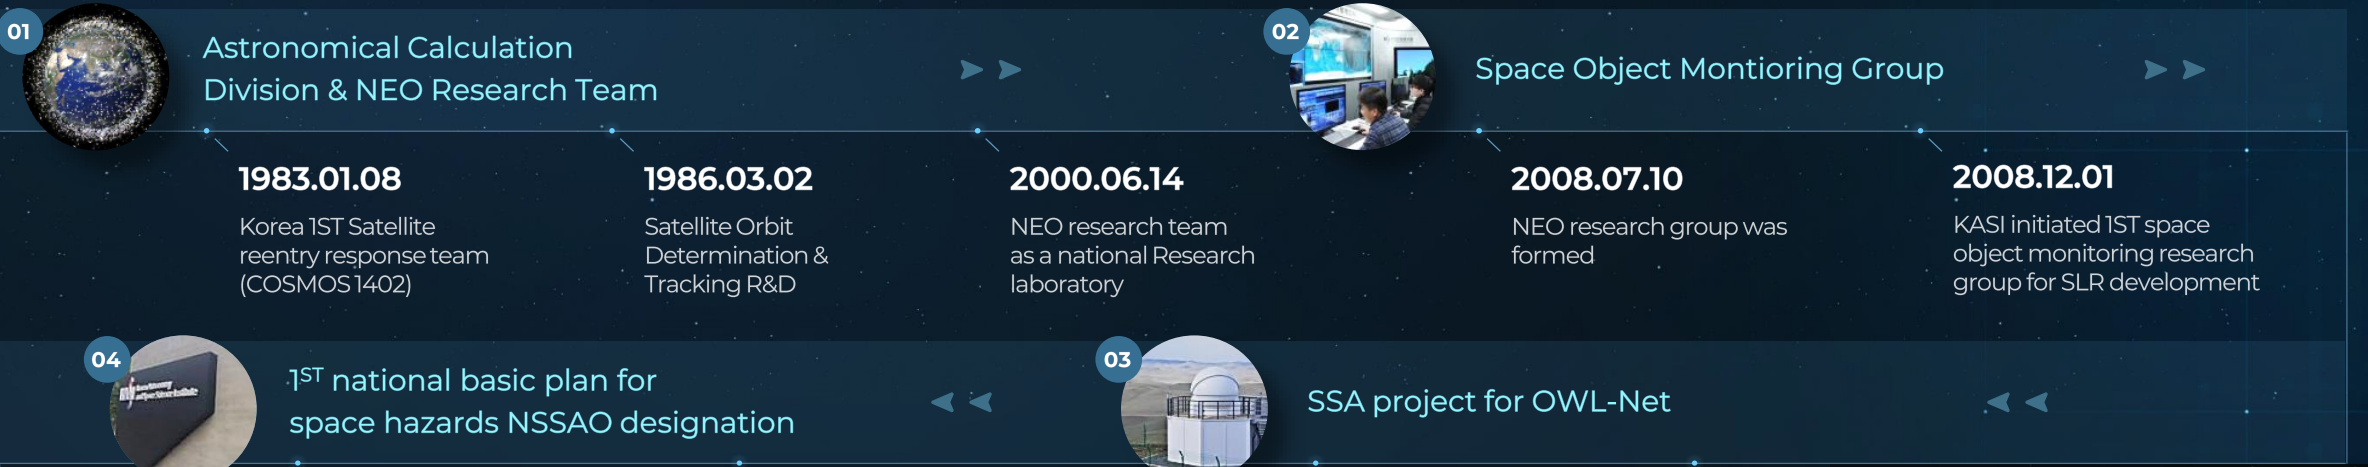 01
Astronomical Calculation
Division & NEO Research Team
02
Space Object Montioring Group
1983.01.08
Korea 1ST Satellite
reentry response team
(COSMOS 1402)
1986.03.02
Satellite Orbit
Determination &
Tracking R&D
2000.06.14
NEO research team
as a national Research
laboratory
2008.07.10
NEO research group was
formed
2008.12.01
KASI initiated 1ST space
object monitoring research
group for SLR development
03
SSA project for OWL-Net
04
1ST national basic plan for
space hazards NSSAO designation